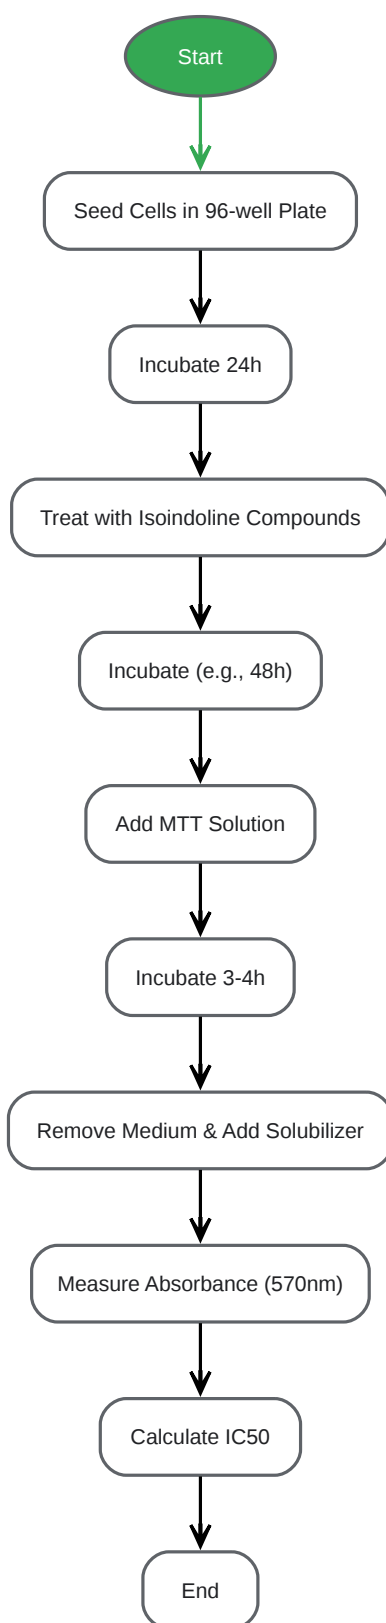 Start
Seed Cells in 96-well Plate
Incubate 24h
Treat with Isoindoline Compounds
Incubate (e.g., 48h)
Add MTT Solution
Incubate 3-4h
Remove Medium & Add Solubilizer
Measure Absorbance (570nm)
Calculate IC50
End